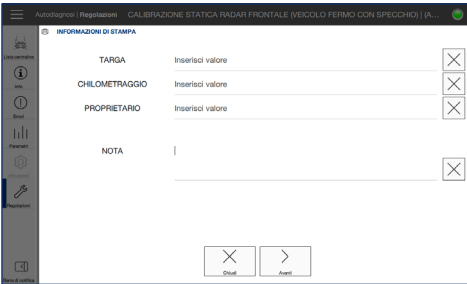 Autodiagnosi | Regolazioni CALIBRAZIONE STATICA RADAR FRONTALE (VEICOLO FERMO CON SPECCHIO) | (A...
INFORMAZIONI DI STAMPA
Lista centraline
Info
Errori
Parametri
Regolazioni
TARGA Inserisci valore
CHILOMETRAGGIO Inserisci valore
PROPRIETARIO Inserisci valore
NOTA
Chiudi
Avanti